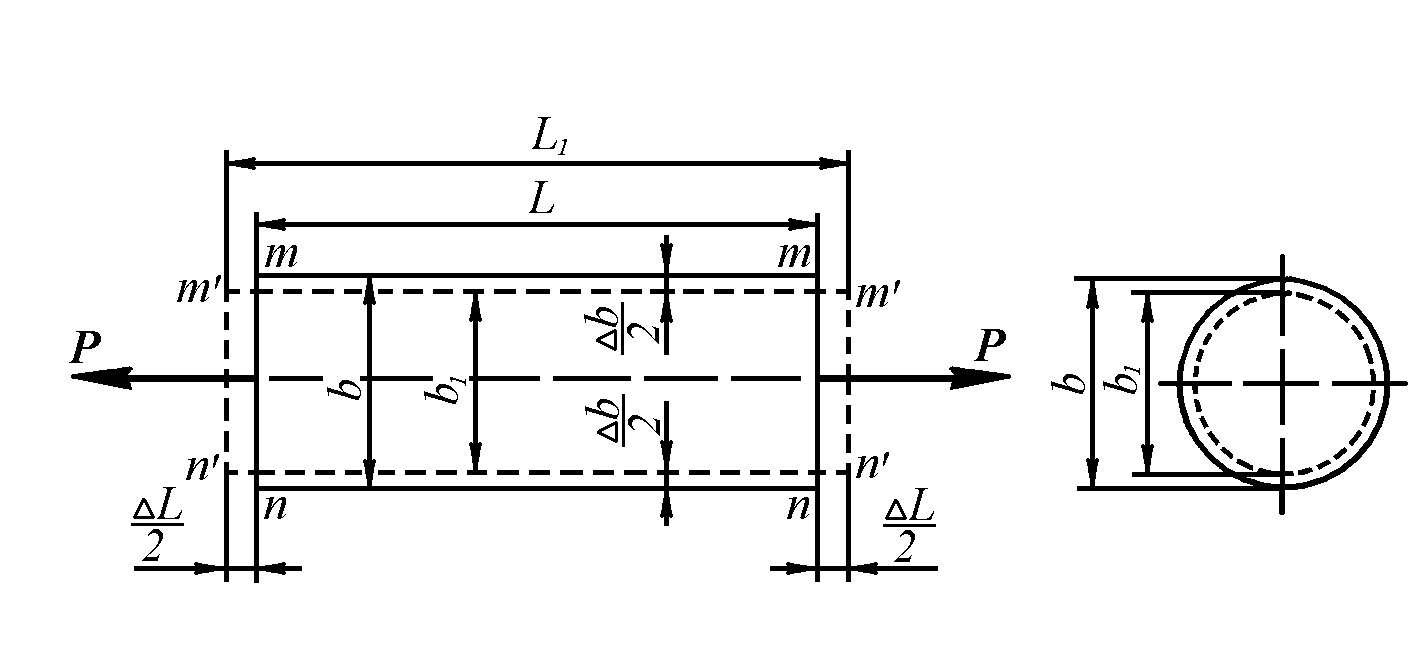 L₁
L
m m
m' m'
Δb/2
P P
b b₁ b b₁
Δb/2
n' n'
n n
ΔL/2 ΔL/2